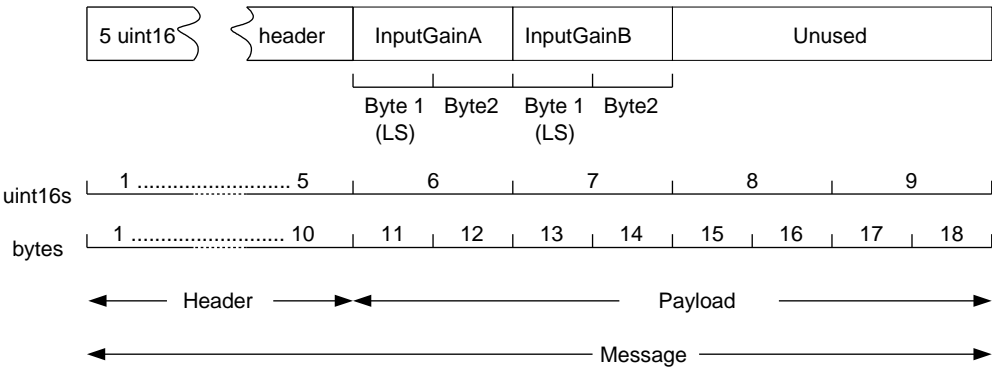 5 uint16 header InputGainA InputGainB Unused
Byte 1 Byte2 Byte 1 Byte2
(LS) (LS)
uint16s 1 .......................... 5 6 7 8 9
bytes 1 .......................... 10 11 12 13 14 15 16 17 18
Header Payload
Message